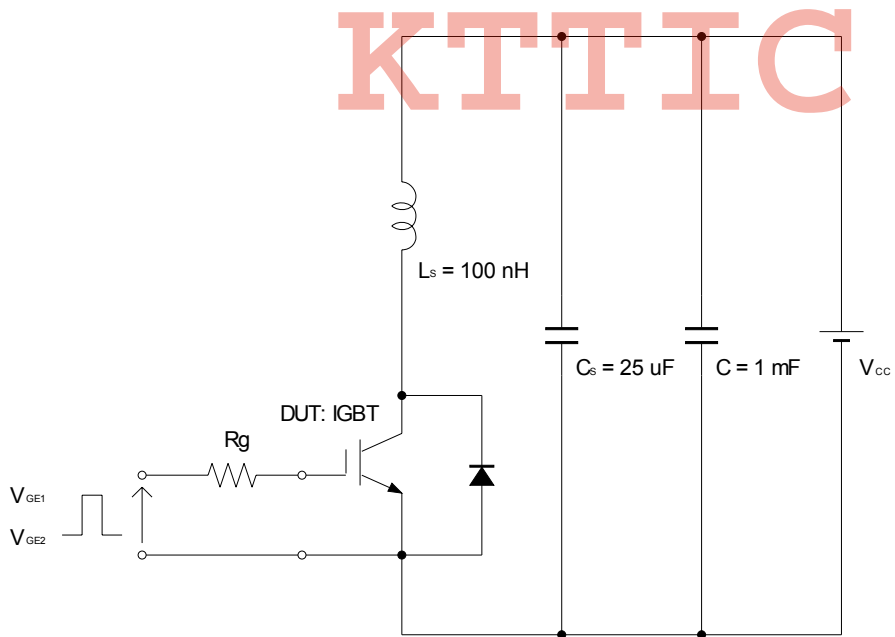 KTTIC
Ls = 100 nH
Cs = 25 uF
C = 1 mF
VCC
DUT: IGBT
Rg
VGE1
VGE2